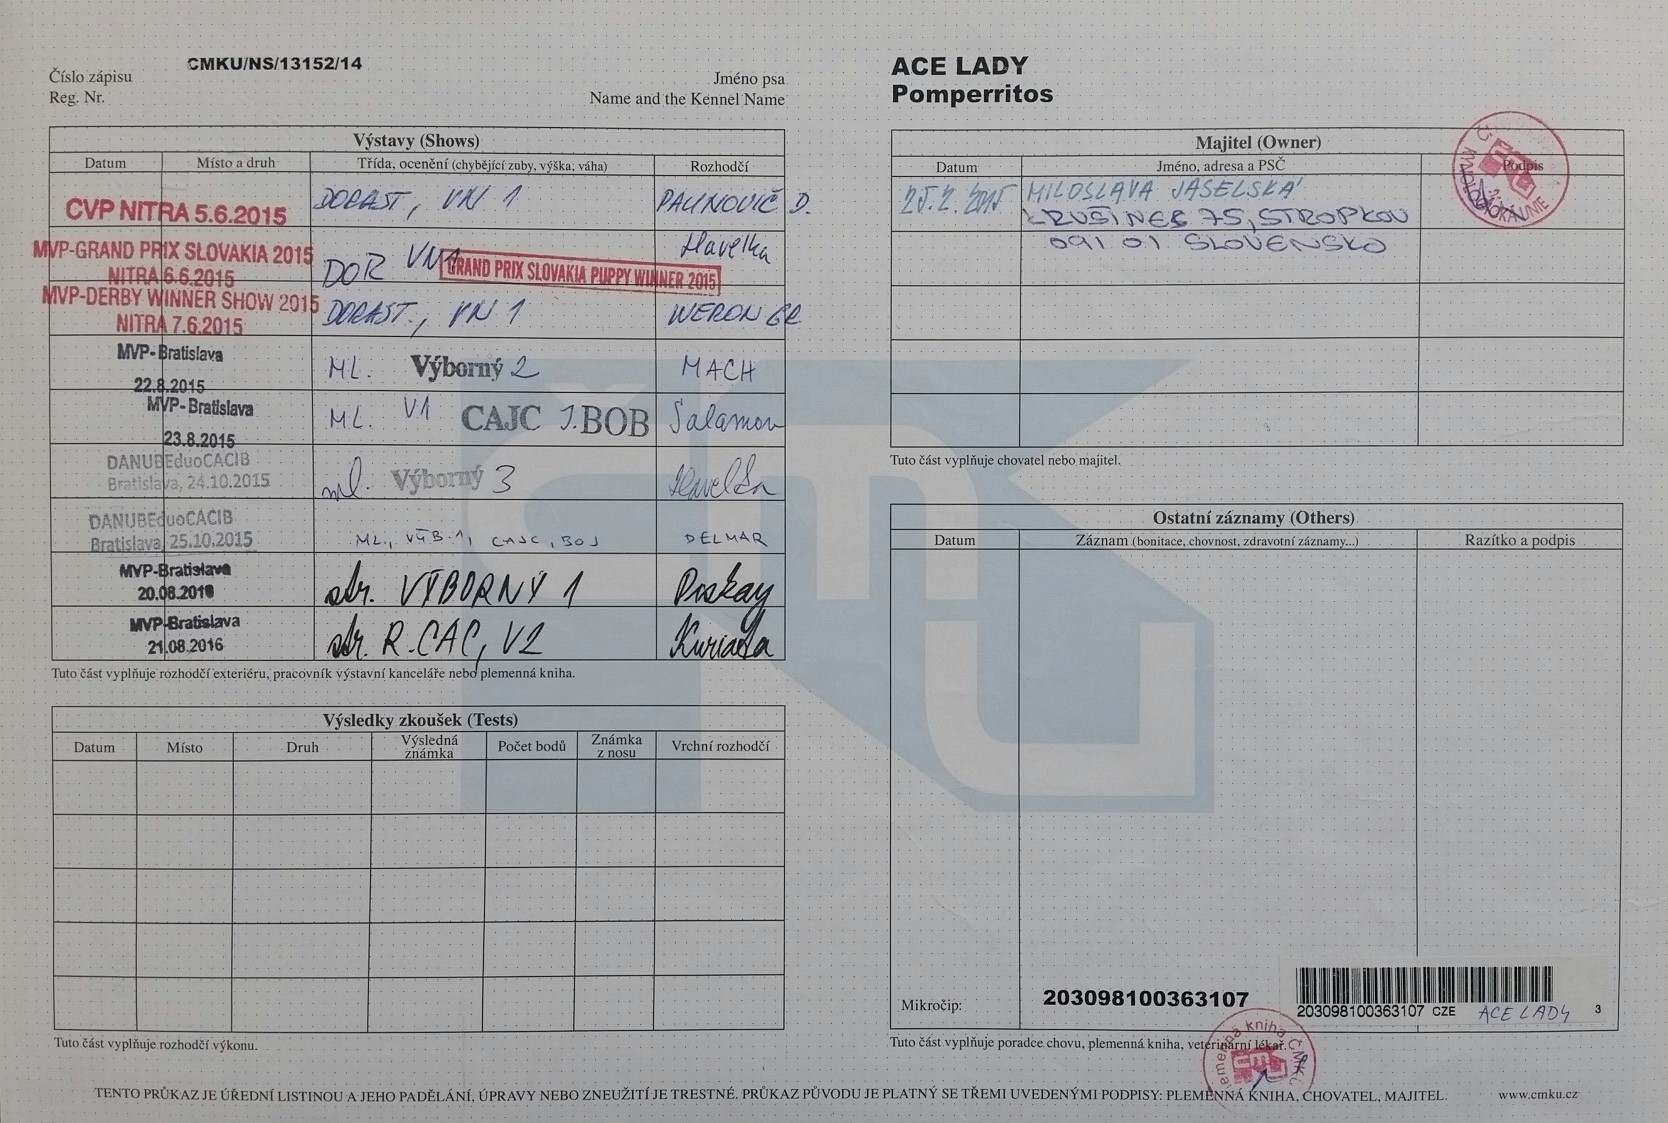 Číslo zápisu
Reg. Nr.
CMKU/NS/13152/14
Jméno psa
Name and the Kennel Name
ACE LADY
Pomperritos
Výstavy (Shows)
Datum Místo a druh Třída, ocenění (chybějící zuby, výška, váha) Rozhodčí
CVP NITRA 5.6.2015 DORAST, VN 1 PALINOVIČ D.
MVP-GRAND PRIX SLOVAKIA 2015
NITRA 6.6.2015
DOR VN1 GRAND PRIX SLOVAKIA PUPPY WINNER 2015 Havelka
MVP-DERBY WINNER SHOW 2015
NITRA 7.6.2015
DORAST, VN 1
MVP-Bratislava
22.8.2015
ML. Výborný 2 MACH
MVP-Bratislava
23.8.2015
ML. V1 CAJC BOB Salamon
DANUBEduoCACIB
Bratislava, 24.10.2015
ml. Výborný 3 Havelka
DANUBEduoCACIB
Bratislava, 25.10.2015
ML., VÝB.1, CAJC, BOJ DELMAR
MVP-Bratislava
20.08.2016
str. VÝBORNÝ 1
MVP-Bratislava
21.08.2016
str. R.CAC, V2
Tuto část vyplňuje rozhodčí exteriéru, pracovník výstavní kanceláře nebo plemenná kniha.
Výsledky zkoušek (Tests)
Datum Místo Druh Výsledná známka Počet bodů Známka z nosu Vrchní rozhodčí
Tuto část vyplňuje rozhodčí výkonu.
Majitel (Owner)
Datum Jméno, adresa a PSČ Podpis
25.2.2015 MILOSLAVA JASELSKÁ
KRUŠINEC 75, STROPKOV
091 01 SLOVENSKO
Tuto část vyplňuje chovatel nebo majitel.
Ostatní záznamy (Others)
Datum Záznam (bonitace, chovnost, zdravotní záznamy...) Razítko a podpis
Mikročip: 203098100363107
203098100363107 CZE ACE LADY 3
Tuto část vyplňuje poradce chovu, plemenná kniha, veterinární lékař.
TENTO PRŮKAZ JE ÚŘEDNÍ LISTINOU A JEHO PADĚLÁNÍ, ÚPRAVY NEBO ZNEUŽITÍ JE TRESTNÉ. PRŮKAZ PŮVODU JE PLATNÝ SE TŘEMI UVEDENÝMI PODPISY: PLEMENNÁ KNIHA, CHOVATEL, MAJITEL.
www.cmku.cz